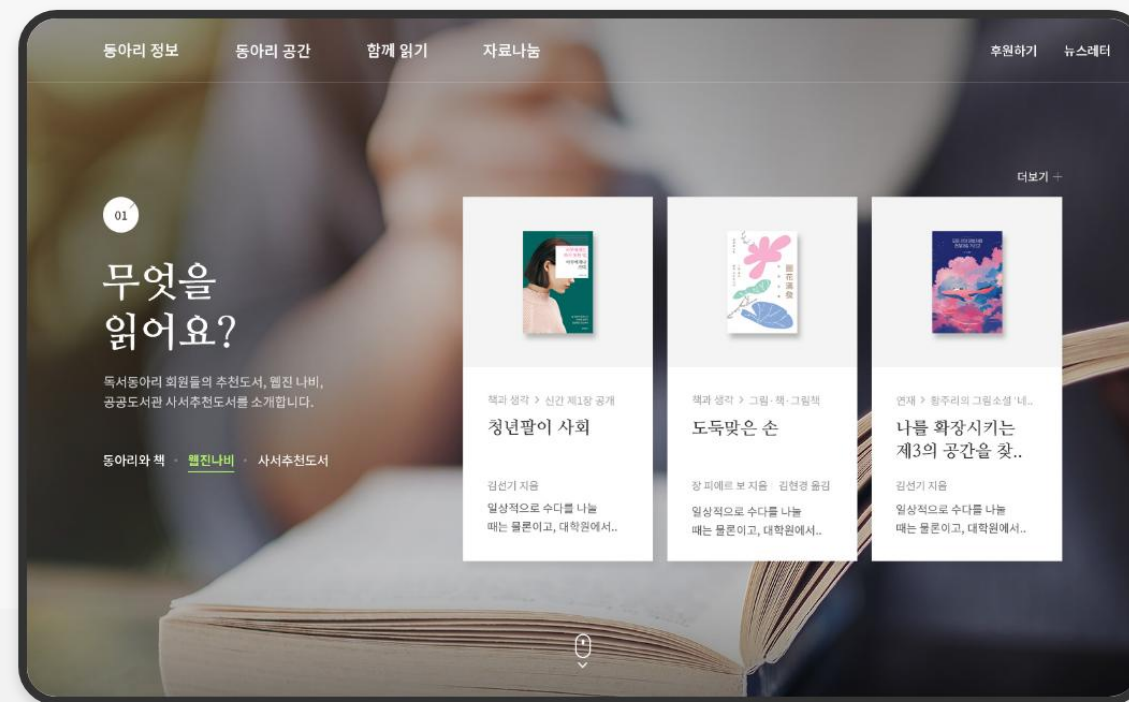 동아리 정보 동아리 공간 함께 읽기 자료나눔 후원하기 뉴스레터
더보기
01
무엇을
읽어요?
독서동아리 회원들의 추천도서, 웹진 나비,
공공도서관 사서추천도서를 소개합니다.
동아리와 책 웹진나비 사서추천도서
책과 생각 > 신간 제1장 공개
청년팔이 사회
김선기 지음
일상적으로 수다를 나눌
때는 물론이고, 대학원에서..
책과 생각 > 그림·책·그림책
도둑맞은 손
장 피에르 보 지음 | 김현경 옮김
일상적으로 수다를 나눌
때는 물론이고, 대학원에서..
연재 > 황주리의 그림소설 '네..
나를 확장시키는
제3의 공간을 찾..
김선기 지음
일상적으로 수다를 나눌
때는 물론이고, 대학원에서..